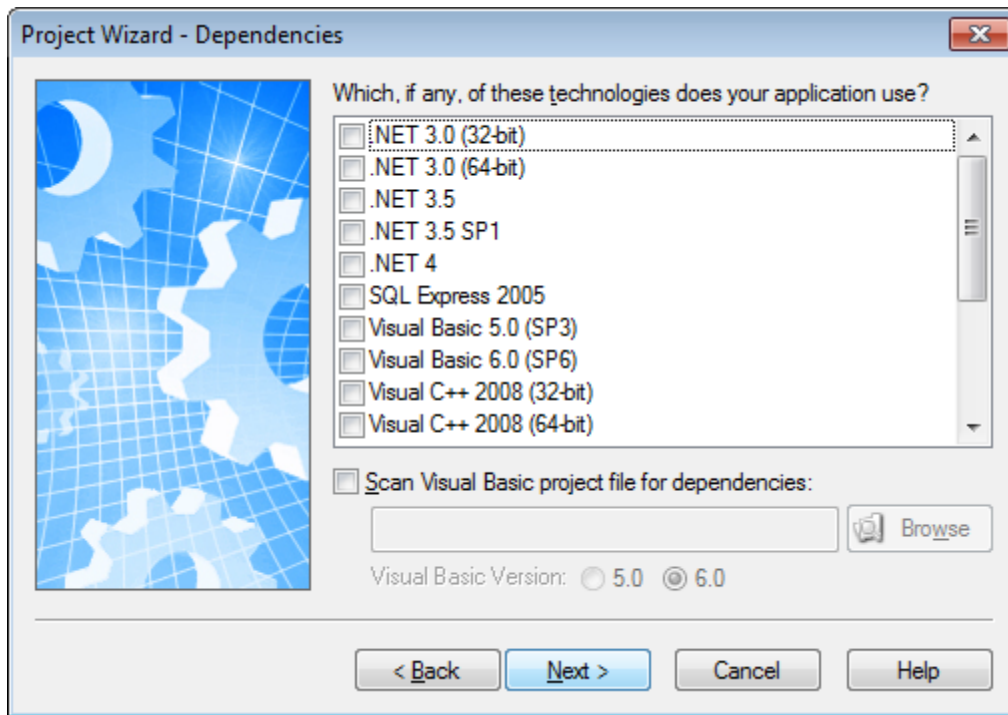 Project Wizard - Dependencies
Which, if any, of these technologies does your application use?
.NET 3.0 (32-bit)
.NET 3.0 (64-bit)
.NET 3.5
.NET 3.5 SP1
.NET 4
SQL Express 2005
Visual Basic 5.0 (SP3)
Visual Basic 6.0 (SP6)
Visual C++ 2008 (32-bit)
Visual C++ 2008 (64-bit)
Scan Visual Basic project file for dependencies:
Browse
Visual Basic Version: 5.0 6.0
< Back Next > Cancel Help